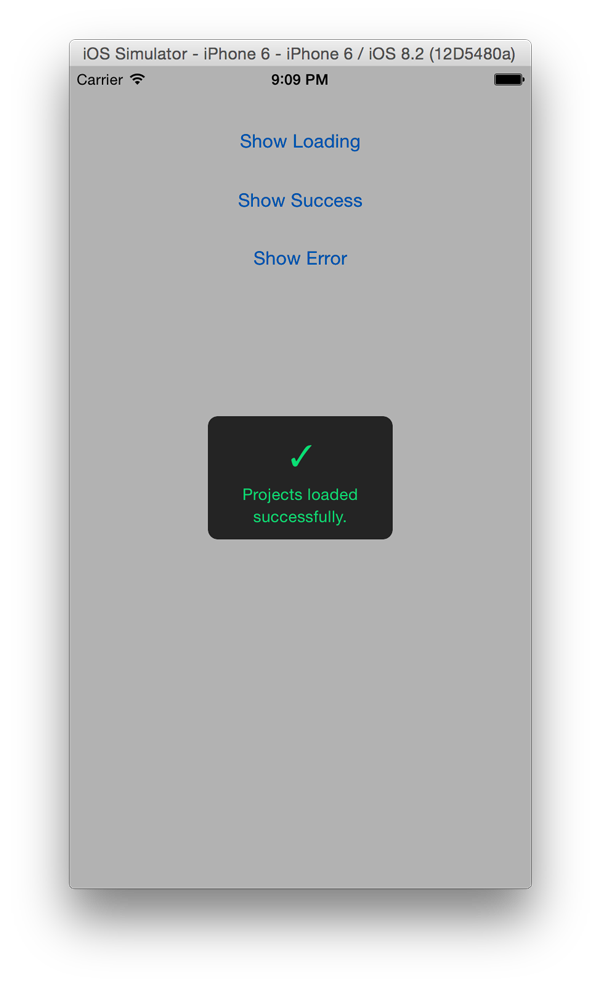 iOS Simulator - iPhone 6 - iPhone 6 / iOS 8.2 (12D5480a)
Carrier 9:09 PM
Show Loading
Show Success
Show Error
✓
Projects loaded
successfully.